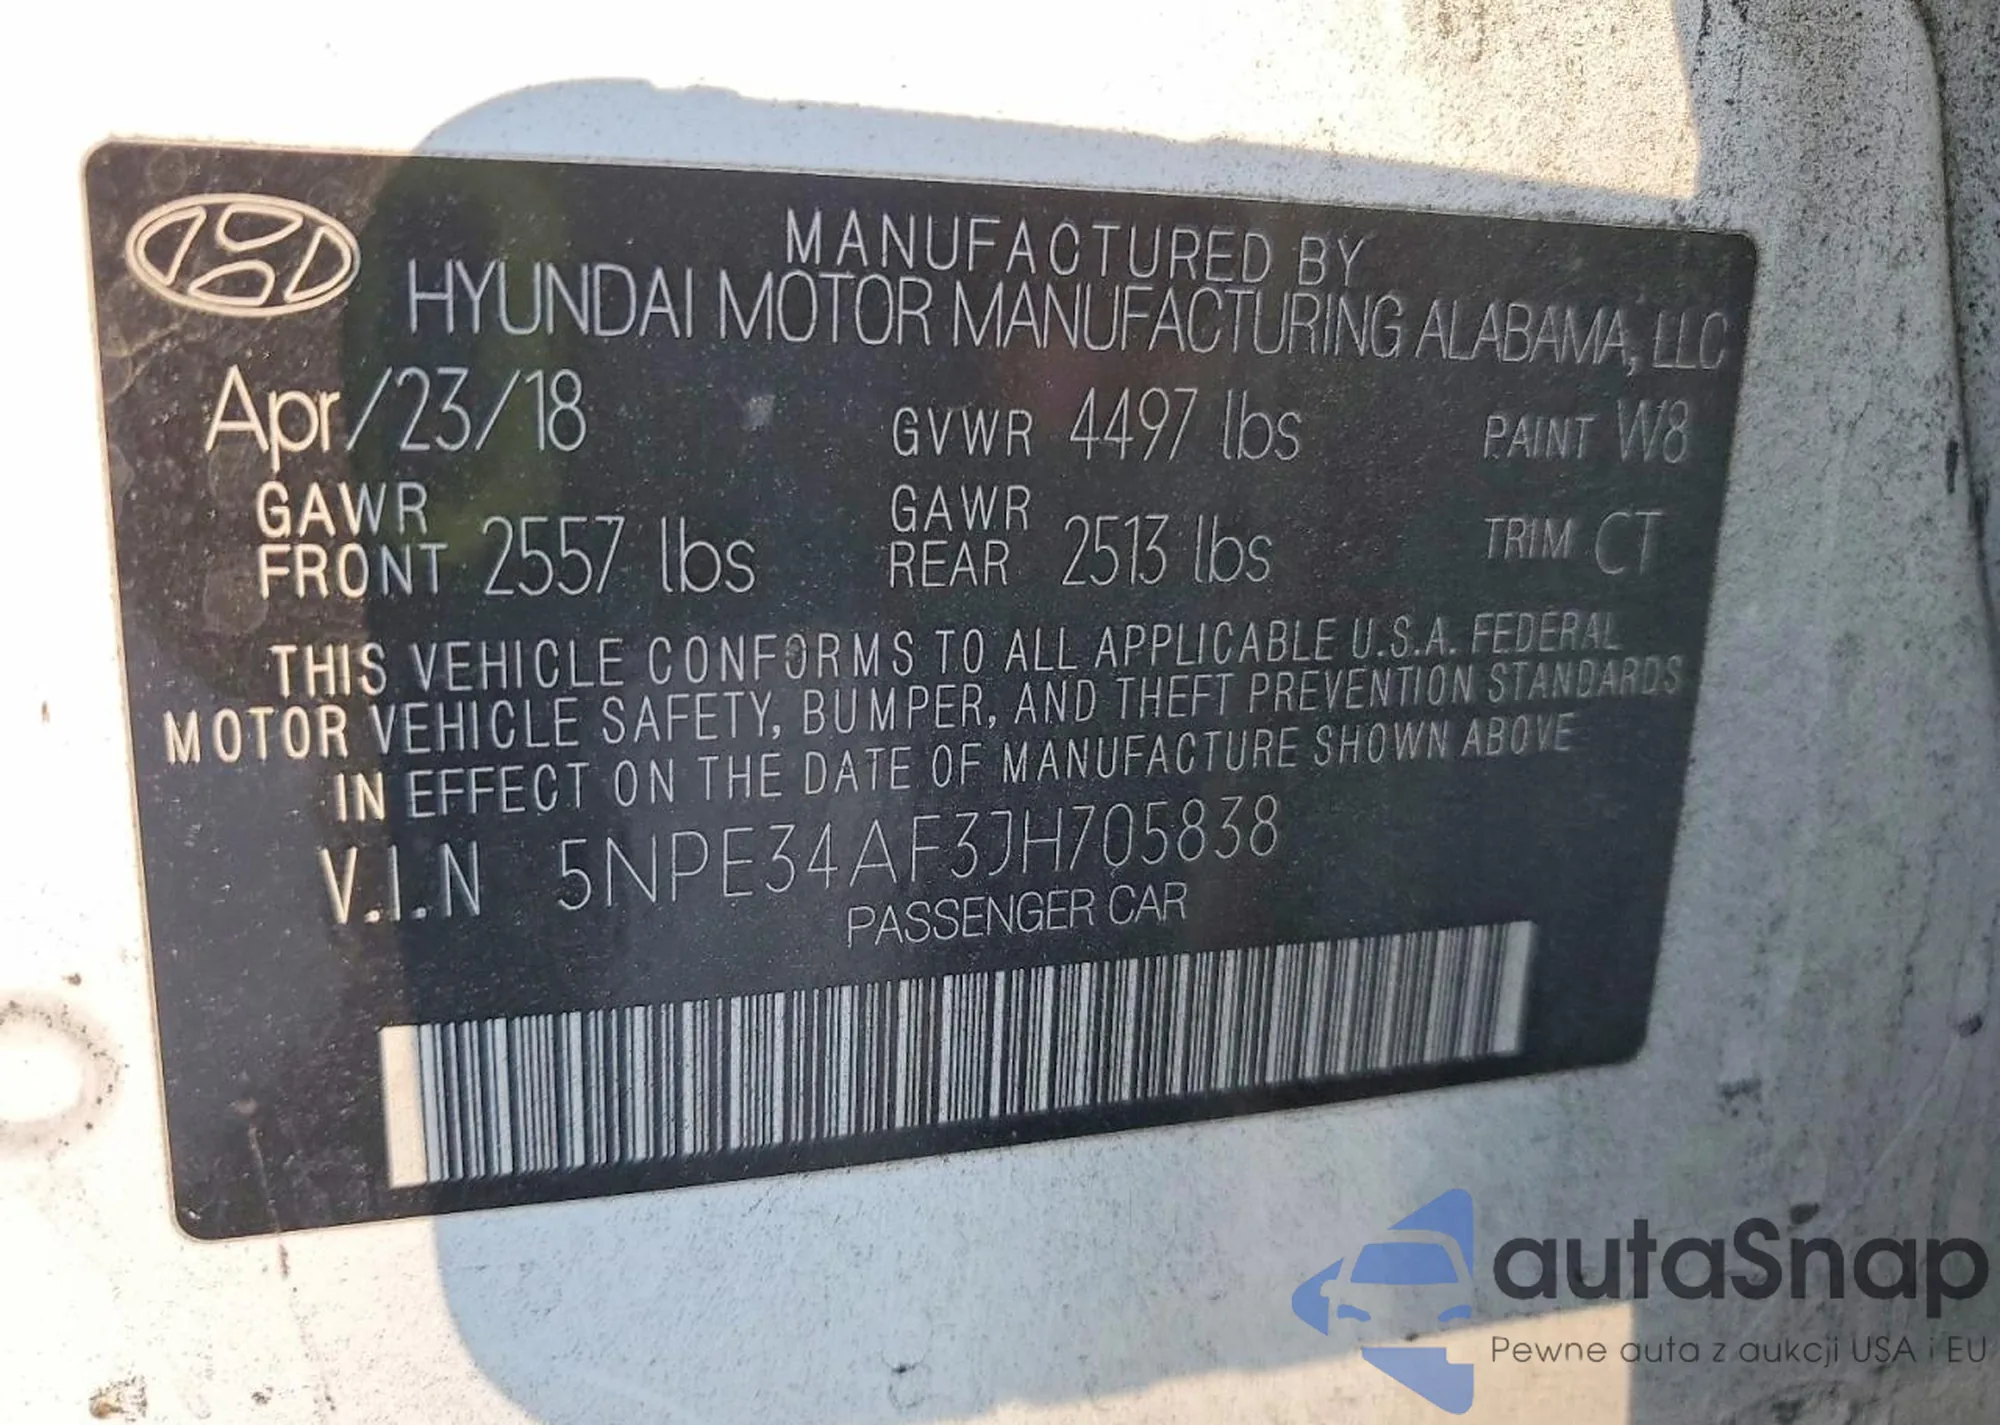 MANUFACTURED BY
HYUNDAI MOTOR MANUFACTURING ALABAMA, LLC
Apr/23/18 GVWR 4497 lbs PAINT W8
GAWR FRONT 2557 lbs GAWR REAR 2513 lbs TRIM CT
THIS VEHICLE CONFORMS TO ALL APPLICABLE U.S.A. FEDERAL
MOTOR VEHICLE SAFETY, BUMPER, AND THEFT PREVENTION STANDARDS
IN EFFECT ON THE DATE OF MANUFACTURE SHOWN ABOVE
V.I.N 5NPE34AF3JH705838
PASSENGER CAR
autaSnap
Pewne auta z aukcji USA i EU